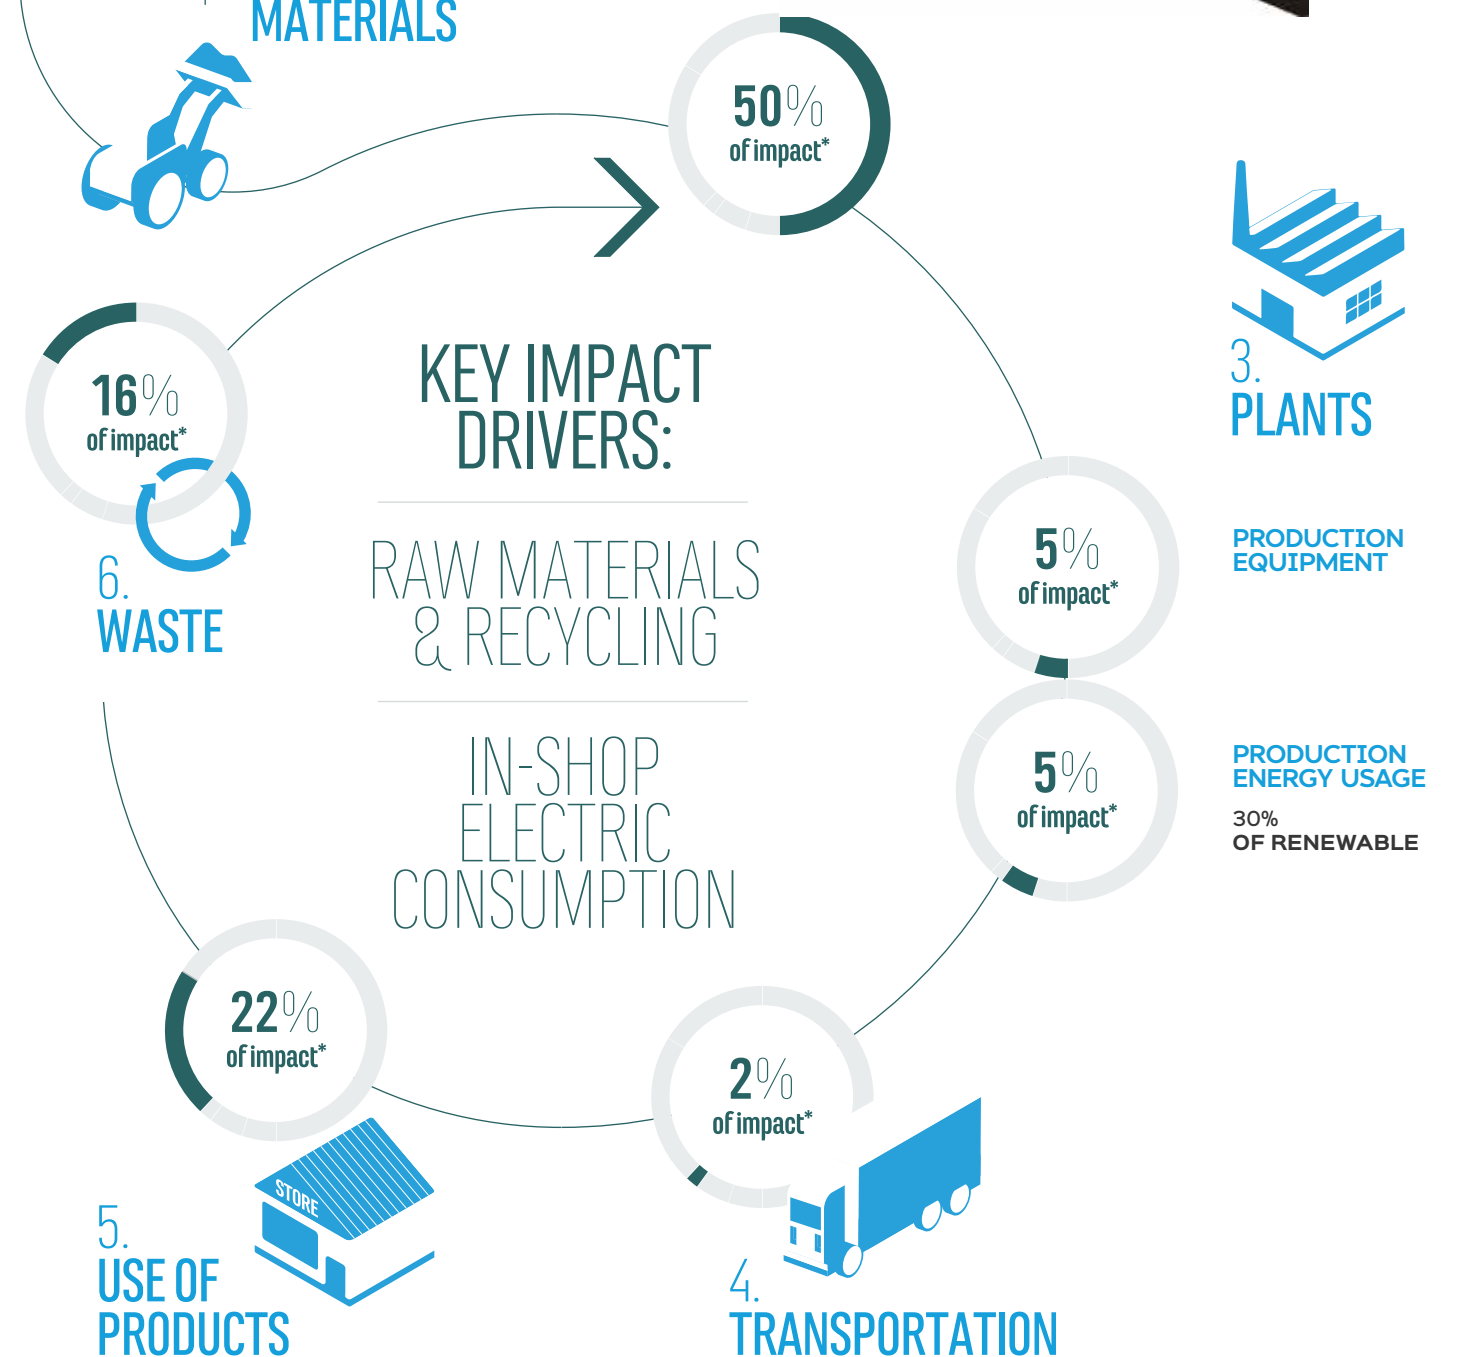 MATERIALS
50%
of impact*
3.
PLANTS
16%
of impact*
KEY IMPACT
DRIVERS:
RAW MATERIALS
& RECYCLING
IN-SHOP
ELECTRIC
CONSUMPTION
6.
WASTE
5%
of impact*
PRODUCTION
EQUIPMENT
5%
of impact*
PRODUCTION
ENERGY USAGE
30%
OF RENEWABLE
22%
of impact*
2%
of impact*
STORE
5.
USE OF
PRODUCTS
4.
TRANSPORTATION